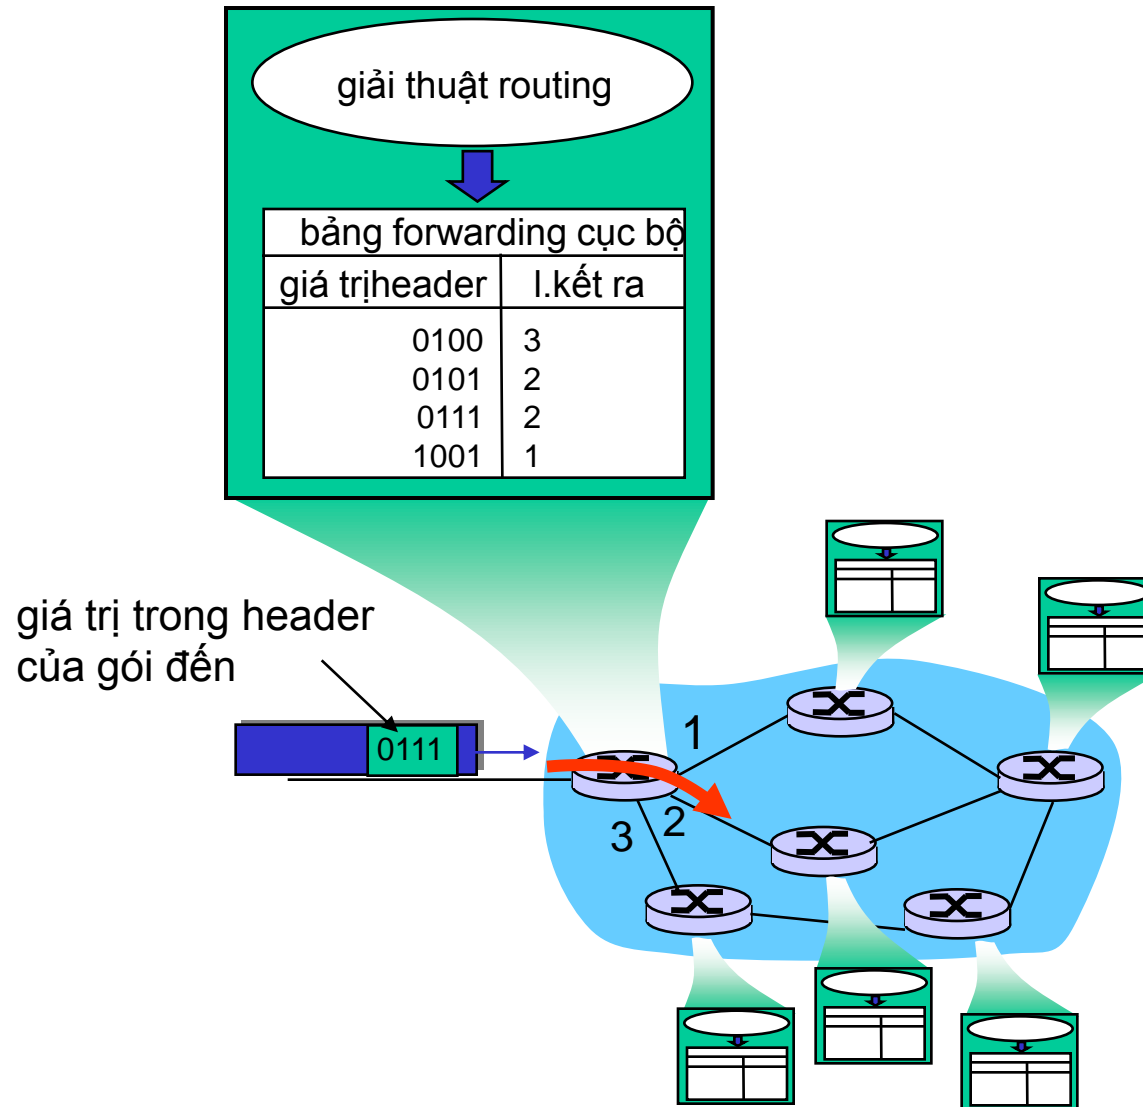 giải thuật routing
bảng forwarding cục bộ
giá trịheader l.kết ra
0100 3
0101 2
0111 2
1001 1
giá trị trong header
của gói đến
0111
1
2
3